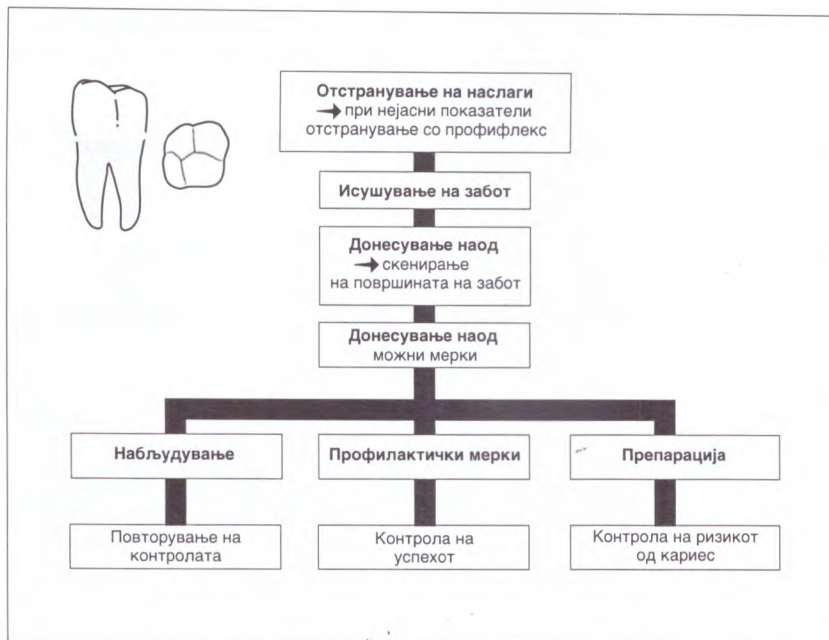 Отстранување на наслаги
→ при нејасни показатели
отстранување со профифлекс
Исушување на забот
Донесување наод
→ скенирање
на површината на забот
Донесување наод
можни мерки
Набљудување
Профилактички мерки
Препарација
Повторување на
контролата
Контрола на
успехот
Контрола на ризикот
од кариес